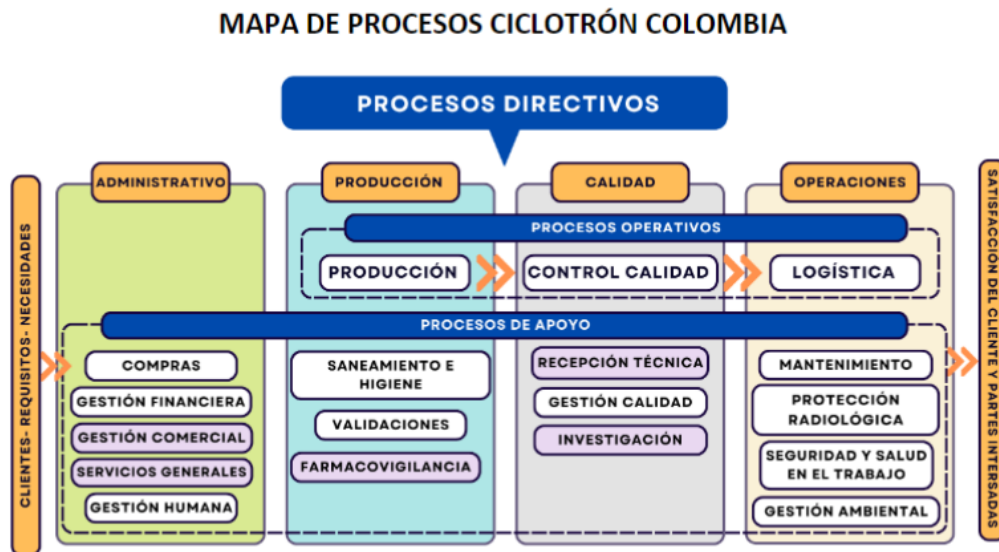 MAPA DE PROCESOS CICLOTRÓN COLOMBIA
PROCESOS DIRECTIVOS
CLIENTES- REQUISITOS- NECESIDADES
ADMINISTRATIVO
PRODUCCIÓN
CALIDAD
OPERACIONES
PROCESOS OPERATIVOS
PRODUCCIÓN
CONTROL CALIDAD
LOGÍSTICA
PROCESOS DE APOYO
COMPRAS
GESTIÓN FINANCIERA
GESTIÓN COMERCIAL
SERVICIOS GENERALES
GESTIÓN HUMANA
SANEAMIENTO E
HIGIENE
VALIDACIONES
FARMACOVIGILANCIA
RECEPCIÓN TÉCNICA
GESTIÓN CALIDAD
INVESTIGACIÓN
MANTENIMIENTO
PROTECCIÓN
RADIOLÓGICA
SEGURIDAD Y SALUD
EN EL TRABAJO
GESTIÓN AMBIENTAL
SATISFACCIÓN DEL CLIENTE Y PARTES INTERSADAS